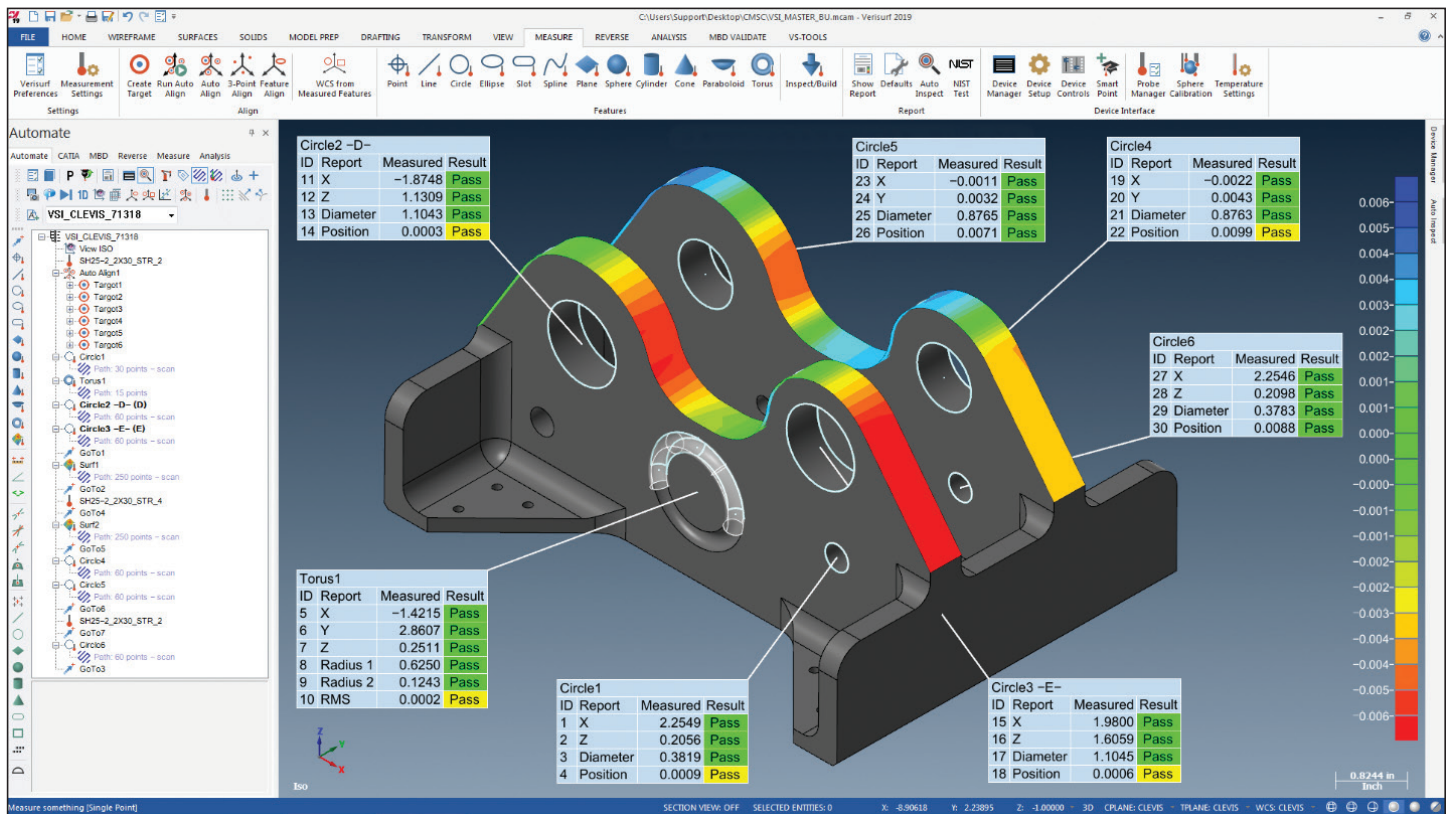 C:\Users\Support\Desktop\CMSC\VSI_MASTER_BU.mcam - Verisurf 2019
FILE HOME WIREFRAME SURFACES SOLIDS MODEL PREP DRAFTING TRANSFORM VIEW MEASURE REVERSE ANALYSIS MBD VALIDATE VS-TOOLS
Verisurf Preferences
Measurement Settings
Settings
Create Target
Run Auto Align
Auto Align
3-Point Align
Feature Align
WCS from Measured Features
Align
Point Line Circle Ellipse Slot Spline Plane Sphere Cylinder Cone Paraboloid Torus Inspect/Build
Features
Show Report
Defaults
Auto Inspect
NIST
NIST Test
Report
Device Manager
Device Setup
Device Controls
Smart Point
Probe Manager
Sphere Calibration
Temperature Settings
Device Interface
Automate
Automate CATIA MBD Reverse Measure Analysis
P
1D
VSI_CLEVIS_71318
VSI_CLEVIS_71318
View ISO
SH25-2_2X30_STR_2
Auto Align1
Target1
Target2
Target3
Target4
Target5
Target6
Circle1
Path: 30 points - scan
Torus1
Path: 15 points
Circle2 -D- (D)
Path: 60 points - scan
Circle3 -E- (E)
Path: 60 points - scan
GoTo1
Surf1
Path: 250 points - scan
GoTo2
SH25-2_2X30_STR_4
GoTo4
Surf2
Path: 250 points - scan
GoTo5
Circle4
Path: 60 points - scan
Circle5
Path: 60 points - scan
GoTo6
SH25-2_2X30_STR_2
GoTo7
Circle6
Path: 60 points - scan
GoTo3
Circle2 -D-
ID Report Measured Result
11 X -1.8748 Pass
12 Z 1.1309 Pass
13 Diameter 1.1043 Pass
14 Position 0.0003 Pass
Circle5
ID Report Measured Result
23 X -0.0011 Pass
24 Y 0.0032 Pass
25 Diameter 0.8765 Pass
26 Position 0.0071 Pass
Circle4
ID Report Measured Result
19 X -0.0022 Pass
20 Y 0.0043 Pass
21 Diameter 0.8763 Pass
22 Position 0.0099 Pass
Circle6
ID Report Measured Result
27 X 2.2546 Pass
28 Z 0.2098 Pass
29 Diameter 0.3783 Pass
30 Position 0.0088 Pass
Torus1
ID Report Measured Result
5 X -1.4215 Pass
6 Y 2.8607 Pass
7 Z 0.2511 Pass
8 Radius 1 0.6250 Pass
9 Radius 2 0.1243 Pass
10 RMS 0.0002 Pass
Circle1
ID Report Measured Result
1 X 2.2549 Pass
2 Z 0.2056 Pass
3 Diameter 0.3819 Pass
4 Position 0.0009 Pass
Circle3 -E-
ID Report Measured Result
15 X 1.9800 Pass
16 Z 1.6059 Pass
17 Diameter 1.1045 Pass
18 Position 0.0006 Pass
0.006-
0.005-
0.004-
0.004-
0.003-
0.002-
0.002-
0.001-
0.001-
0.000-
0.000-
-0.000-
-0.001-
-0.001-
-0.002-
-0.002-
-0.003-
-0.004-
-0.004-
-0.005-
-0.006-
Device Manager
Auto Inspect
Z
Y
X
Iso
0.8244 in
Inch
Measure something [Single Point]
SECTION VIEW: OFF SELECTED ENTITIES: 0 X: -8.90618 Y: 2.23895 Z: -1.00000 3D CPLANE: CLEVIS TPLANE: CLEVIS WCS: CLEVIS